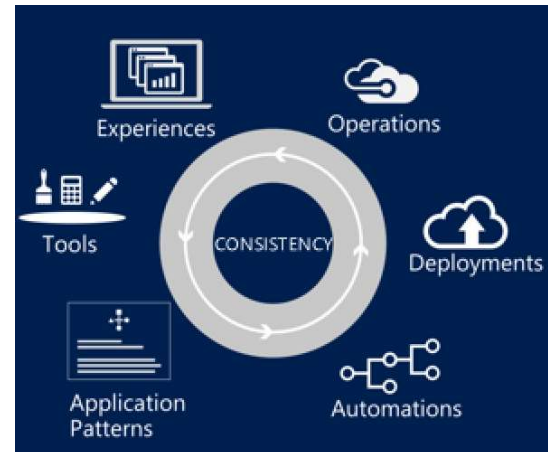 Experiences
Operations
Tools
CONSISTENCY
Deployments
Application
Patterns
Automations